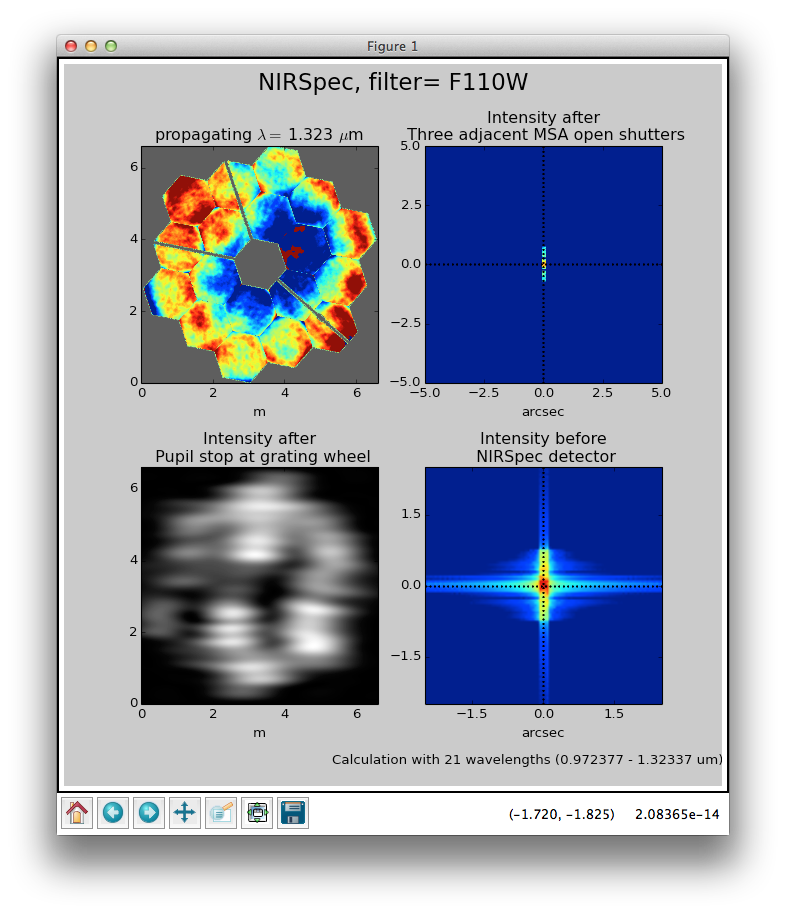 Figure 1
NIRSpec, filter= F110W
propagating λ= 1.323 μm
6
4
2
0
0 2 4 6
m
Intensity after
Three adjacent MSA open shutters
5.0
2.5
0.0
−2.5
−5.0
−5.0 −2.5 0.0 2.5 5.0
arcsec
Intensity after
Pupil stop at grating wheel
6
4
2
0
0 2 4 6
m
Intensity before
NIRSpec detector
1.5
0.0
−1.5
−1.5 0.0 1.5
arcsec
Calculation with 21 wavelengths (0.972377 - 1.32337 um)
(-1.720, -1.825) 2.08365e-14